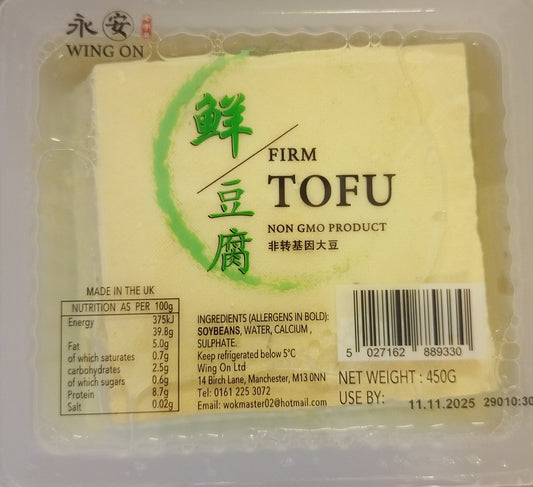 永安
WING ON
鲜
豆
腐
FIRM
TOFU
NON GMO PRODUCT
非转基因大豆
MADE IN THE UK
NUTRITION AS PER 100g
Energy 375kJ
39.8g
Fat 5.0g
of which saturates 0.7g
carbohydrates 2.5g
of which sugars 0.6g
Protein 8.7g
Salt 0.02g
INGREDIENTS (ALLERGENS IN BOLD):
SOYBEANS, WATER, CALCIUM ,
SULPHATE.
Keep refrigerated below 5°C
Wing On Ltd
14 Birch Lane, Manchester, M13 0NN
Tel: 0161 225 3072
Email: wokmaster02@hotmail.com
5 027162 889330
NET WEIGHT : 450G
USE BY: 11.11.2025 29010:30